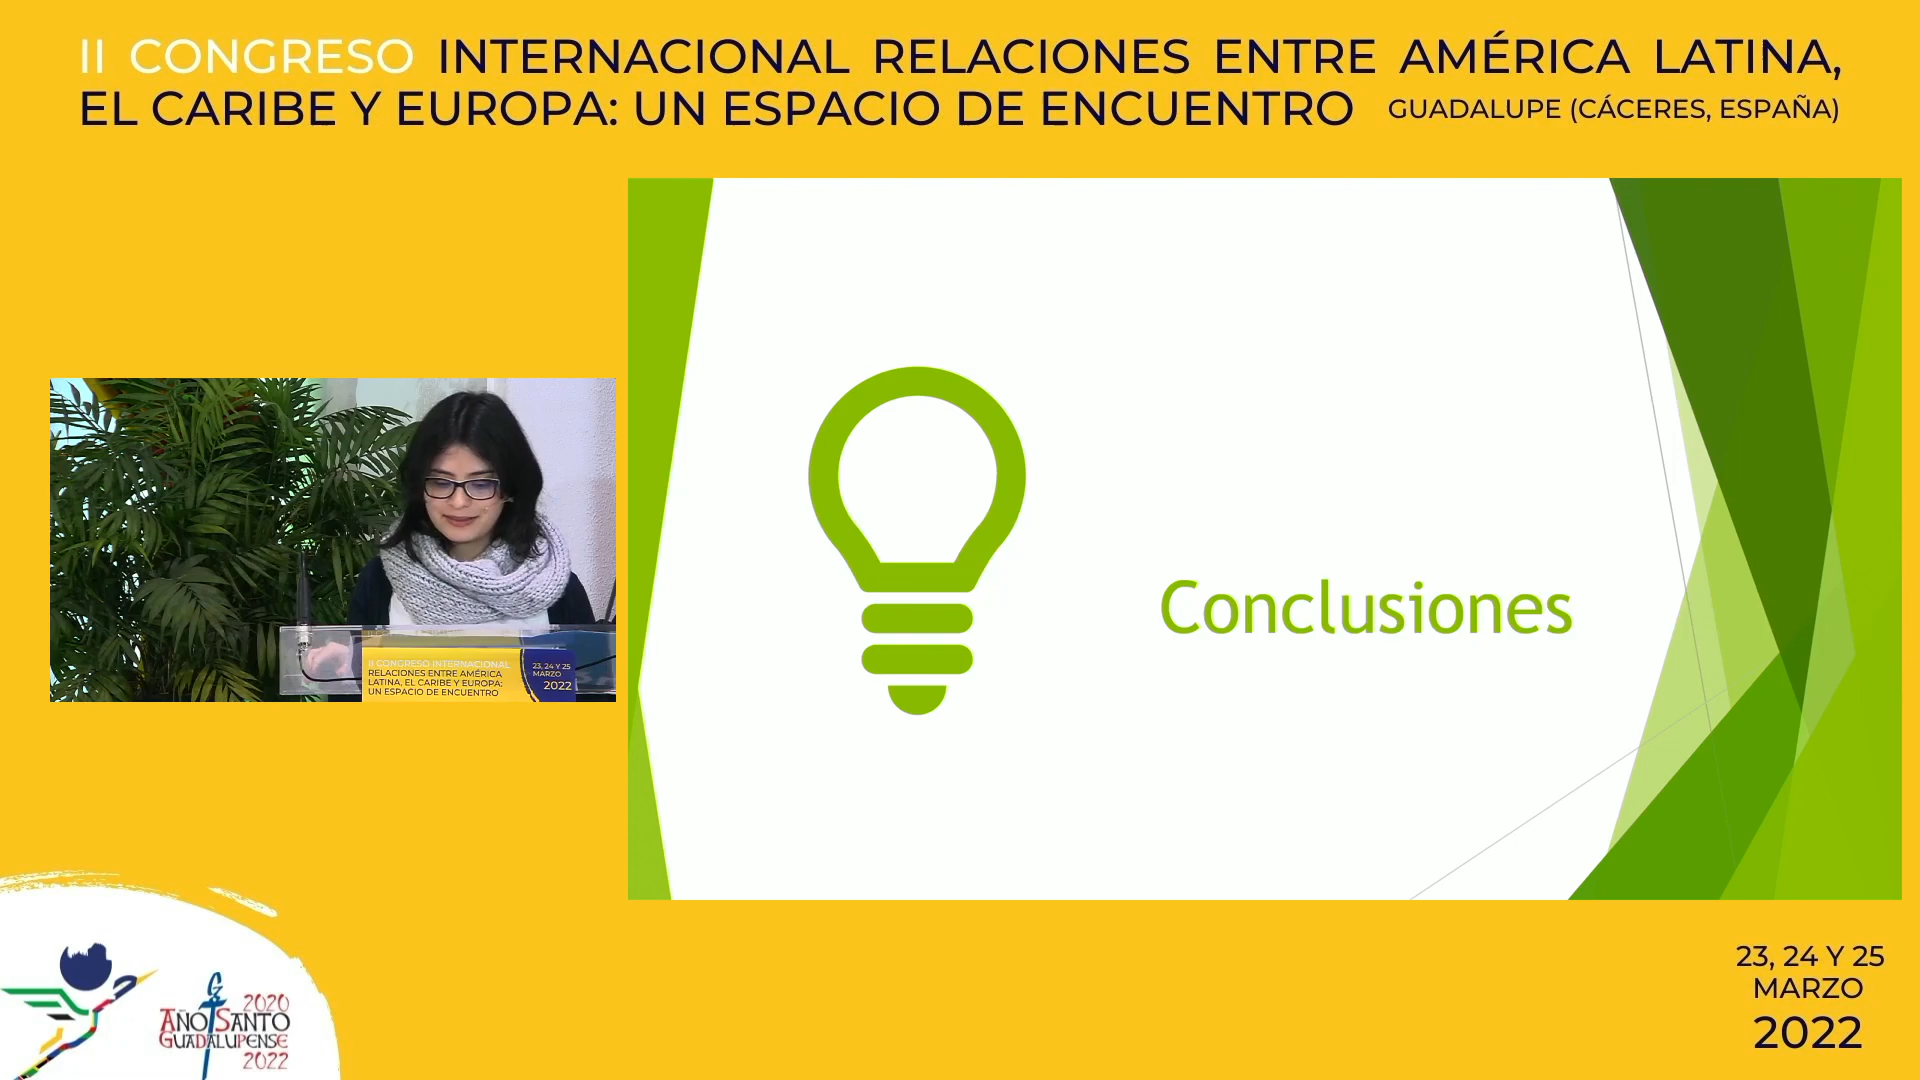 II CONGRESO INTERNACIONAL RELACIONES ENTRE AMÉRICA LATINA,
EL CARIBE Y EUROPA: UN ESPACIO DE ENCUENTRO GUADALUPE (CÁCERES, ESPAÑA)
Conclusiones
II CONGRESO INTERNACIONAL
RELACIONES ENTRE AMÉRICA
LATINA, EL CARIBE Y EUROPA:
UN ESPACIO DE ENCUENTRO
23, 24 Y 25
MARZO
2022
2020
AÑO SANTO
GUADALUPENSE
2022
23, 24 Y 25
MARZO
2022